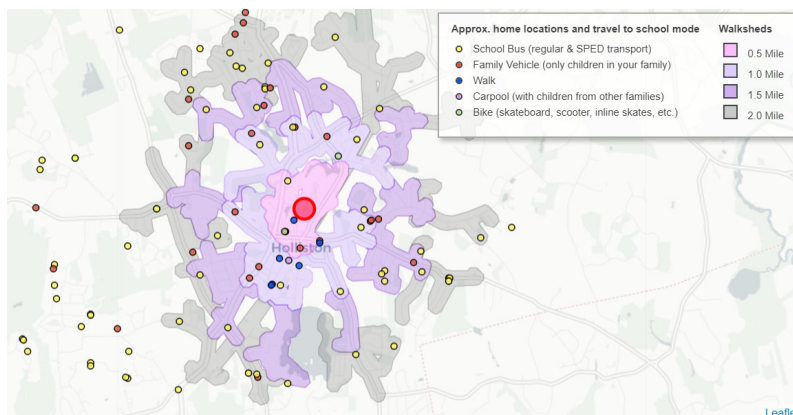 Approx. home locations and travel to school mode
School Bus (regular & SPED transport)
Family Vehicle (only children in your family)
Walk
Carpool (with children from other families)
Bike (skateboard, scooter, inline skates, etc.)
Walksheds
0.5 Mile
1.0 Mile
1.5 Mile
2.0 Mile
Holliston
Leafle